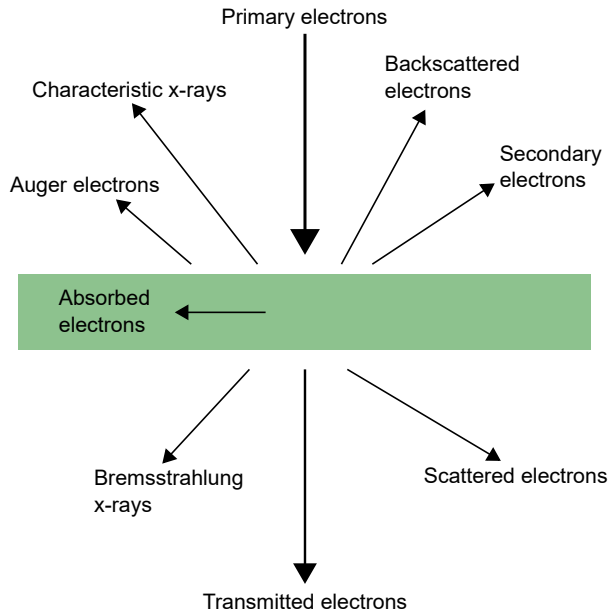 Primary electrons
Backscattered
electrons
Characteristic x-rays
Secondary
electrons
Auger electrons
Absorbed
electrons
Bremsstrahlung
x-rays
Scattered electrons
Transmitted electrons